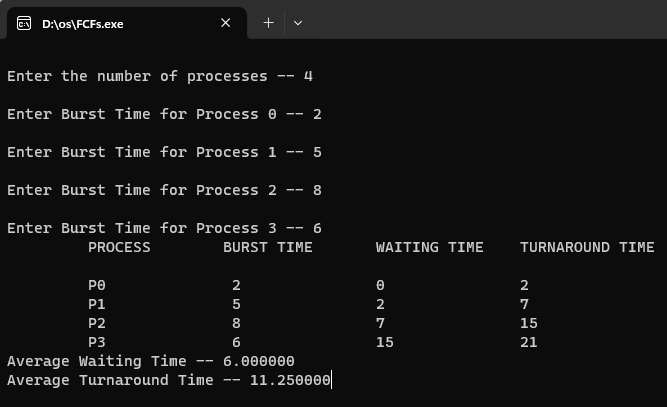 D:\os\FCFs.exe
Enter the number of processes -- 4
Enter Burst Time for Process 0 -- 2
Enter Burst Time for Process 1 -- 5
Enter Burst Time for Process 2 -- 8
Enter Burst Time for Process 3 -- 6
PROCESS BURST TIME WAITING TIME TURNAROUND TIME
P0 2 0 2
P1 5 2 7
P2 8 7 15
P3 6 15 21
Average Waiting Time -- 6.000000
Average Turnaround Time -- 11.250000